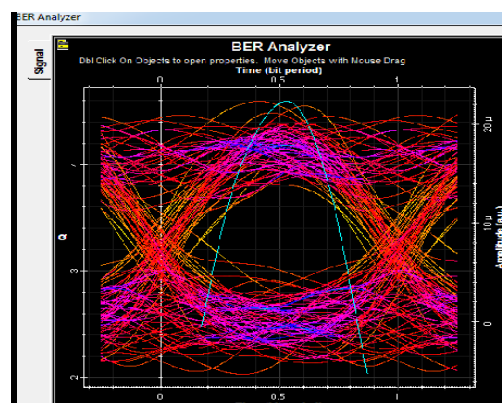 BER Analyzer
Signal
BER Analyzer
Dbl Click On Objects to open properties. Move Objects with Mouse Drag
Time (bit period)
0 0.5 1
Q
3
2
20 µ
10 µ
0
Amplitude (a.u.)
0 0.5 1